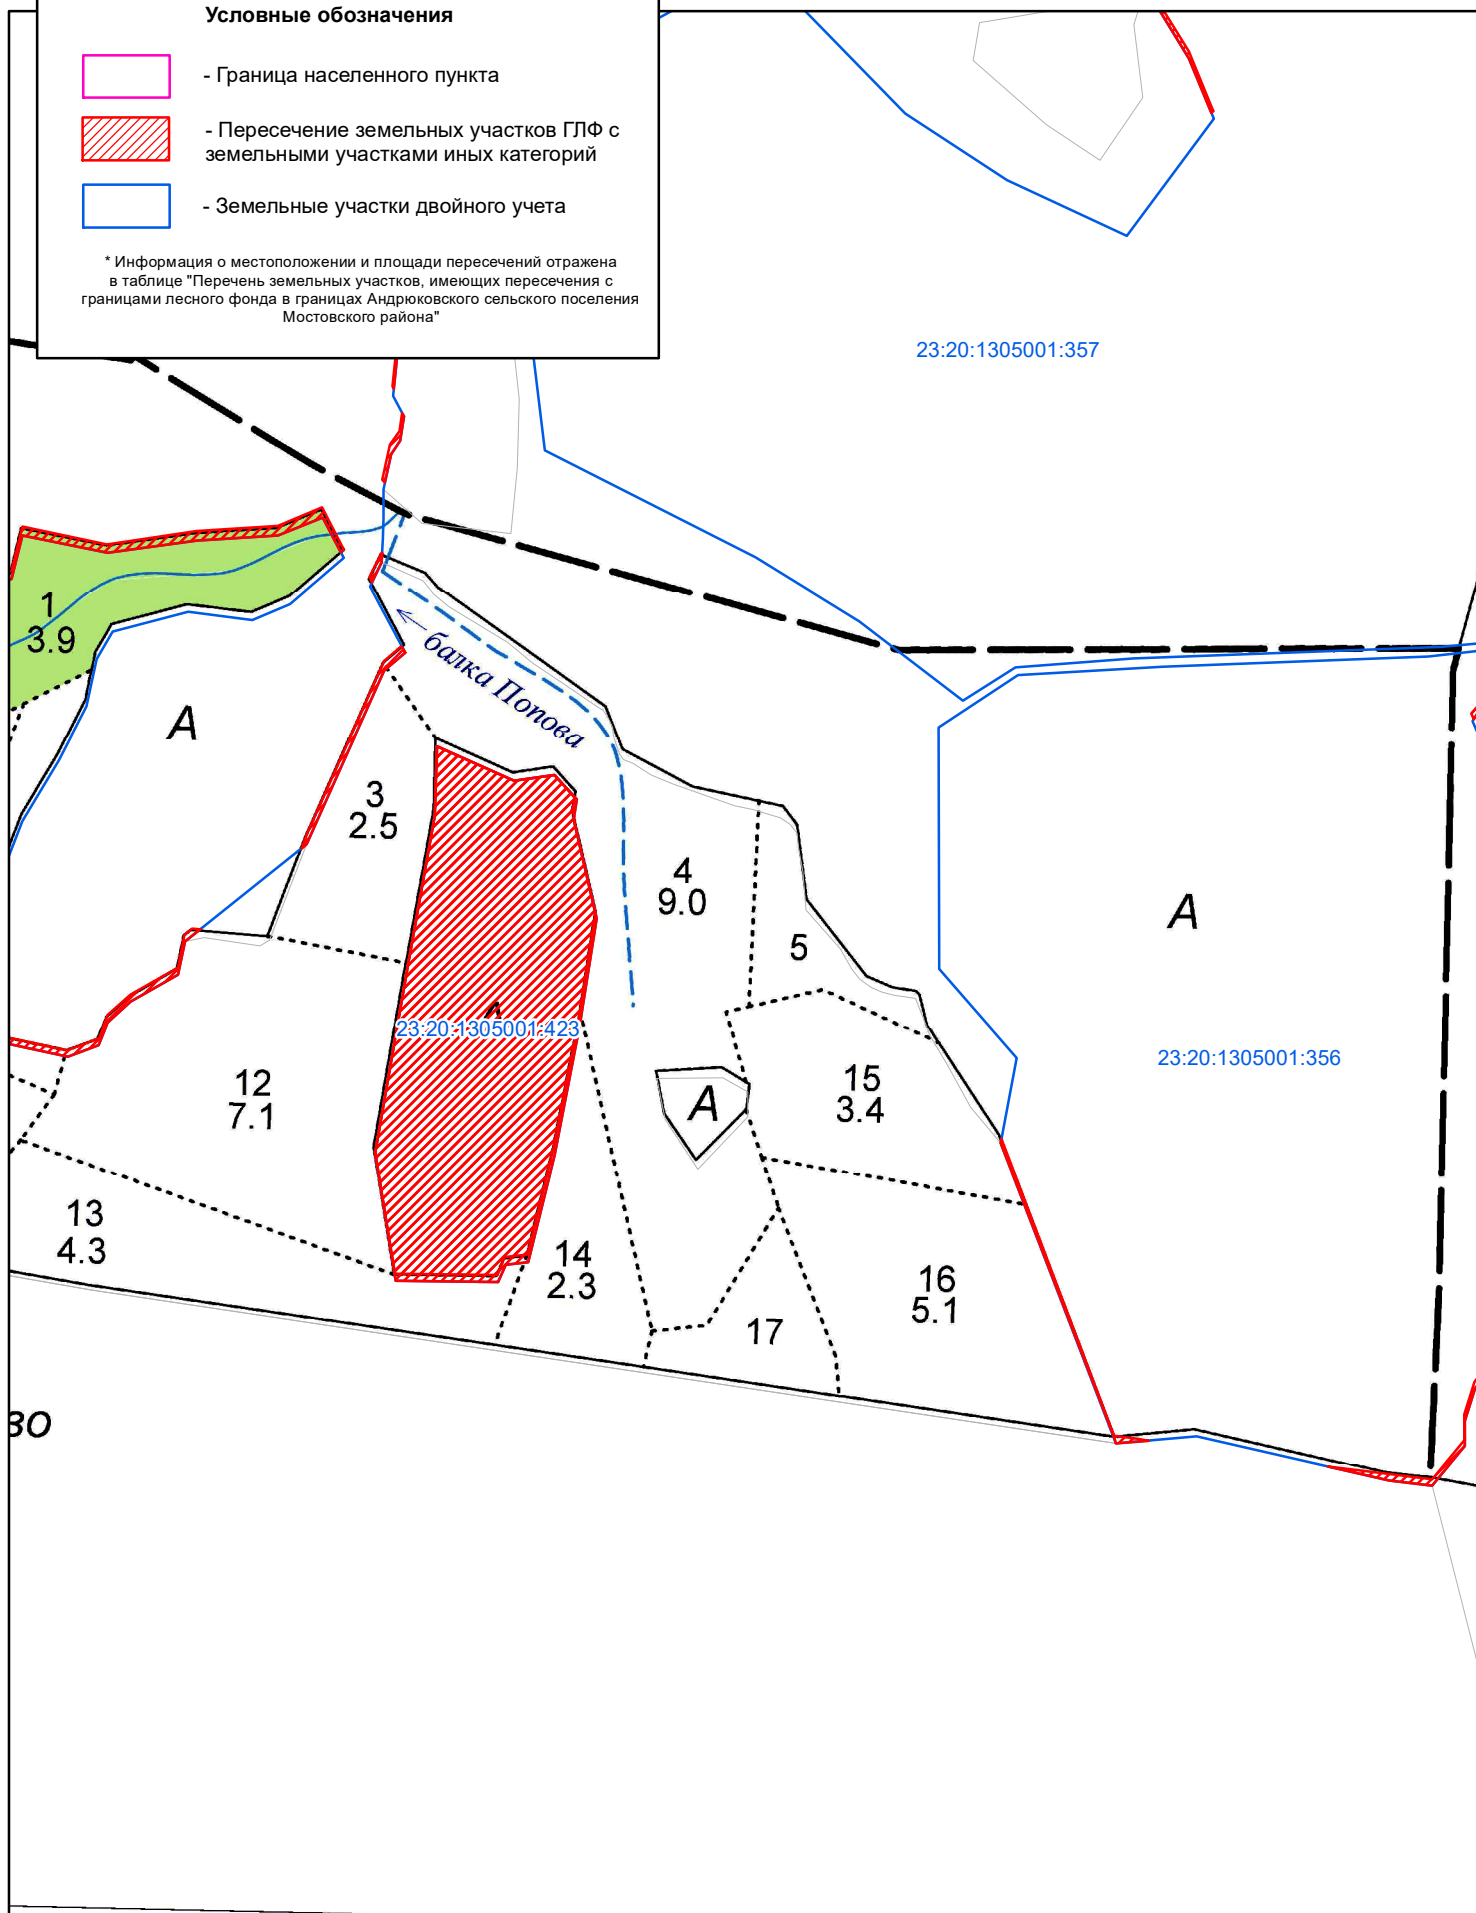 Условные обозначения
- Граница населенного пункта
- Пересечение земельных участков ГЛФ с
земельными участками иных категорий
- Земельные участки двойного учета
* Информация о местоположении и площади пересечений отражена
в таблице "Перечень земельных участков, имеющих пересечения с
границами лесного фонда в границах Андрюковского сельского поселения
Мостовского района"
23:20:1305001:357
1
3.9
балка Попова
А
3
2.5
4
9.0
А
5
23:20:1305001:423
23:20:1305001:356
12
7.1
А
15
3.4
13
4.3
14
2.3
16
5.1
17
30